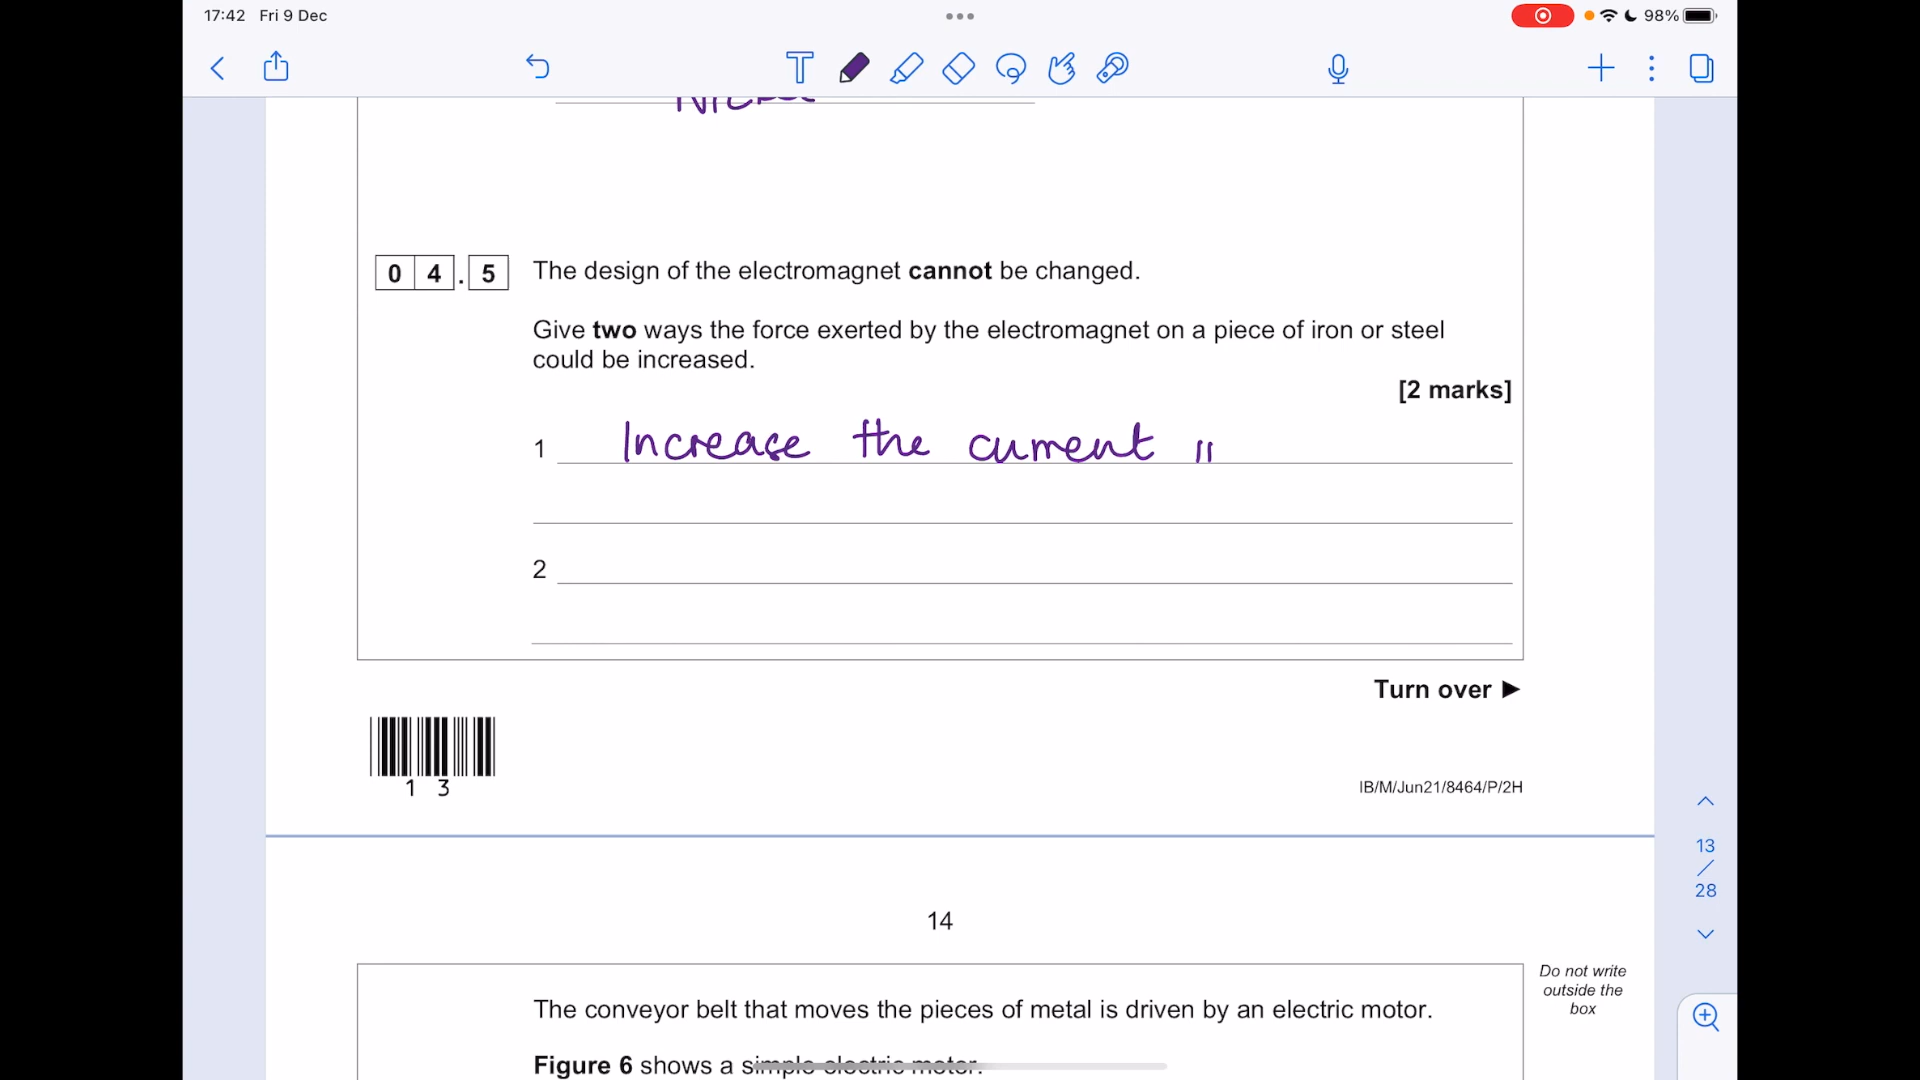 17:42 Fri 9 Dec
98%
Nickel
0 4 . 5 The design of the electromagnet cannot be changed.
Give two ways the force exerted by the electromagnet on a piece of iron or steel
could be increased.
[2 marks]
1 Increase the current
2
Turn over ►
1 3
IB/M/Jun21/8464/P/2H
13
/
28
14
Do not write
outside the
box
The conveyor belt that moves the pieces of metal is driven by an electric motor.
Figure 6 shows a simple electric motor.